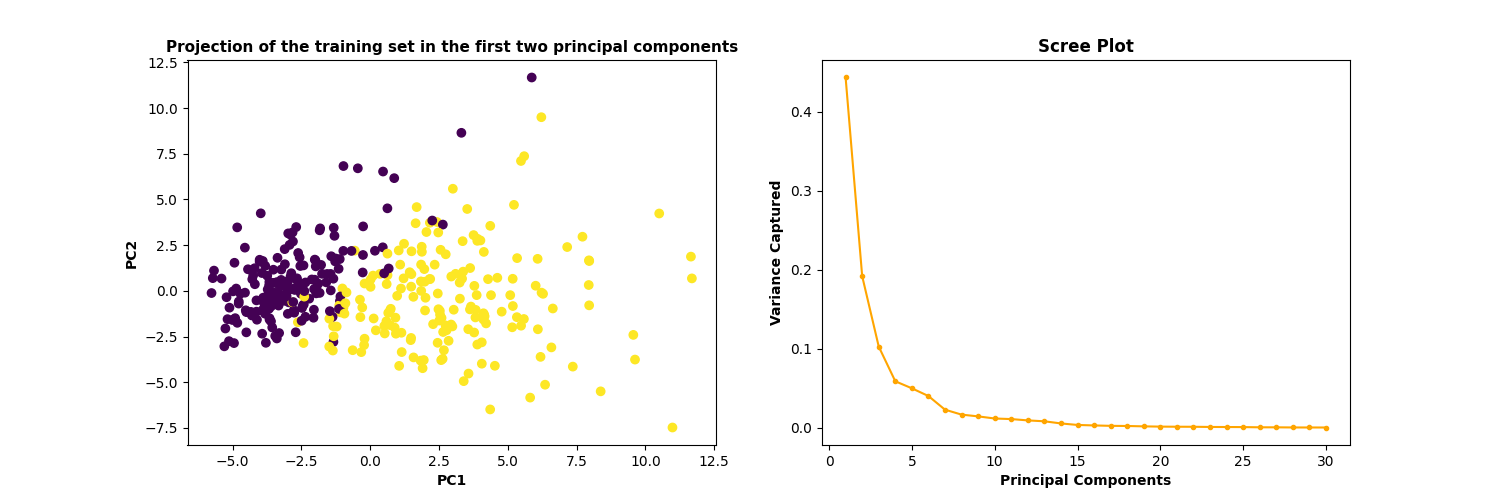 Projection of the training set in the first two principal components
12.5
10.0
7.5
5.0
2.5
0.0
−2.5
−5.0
−7.5
PC2
−5.0 −2.5 0.0 2.5 5.0 7.5 10.0 12.5
PC1
Scree Plot
0.4
0.3
0.2
0.1
0.0
Variance Captured
0 5 10 15 20 25 30
Principal Components